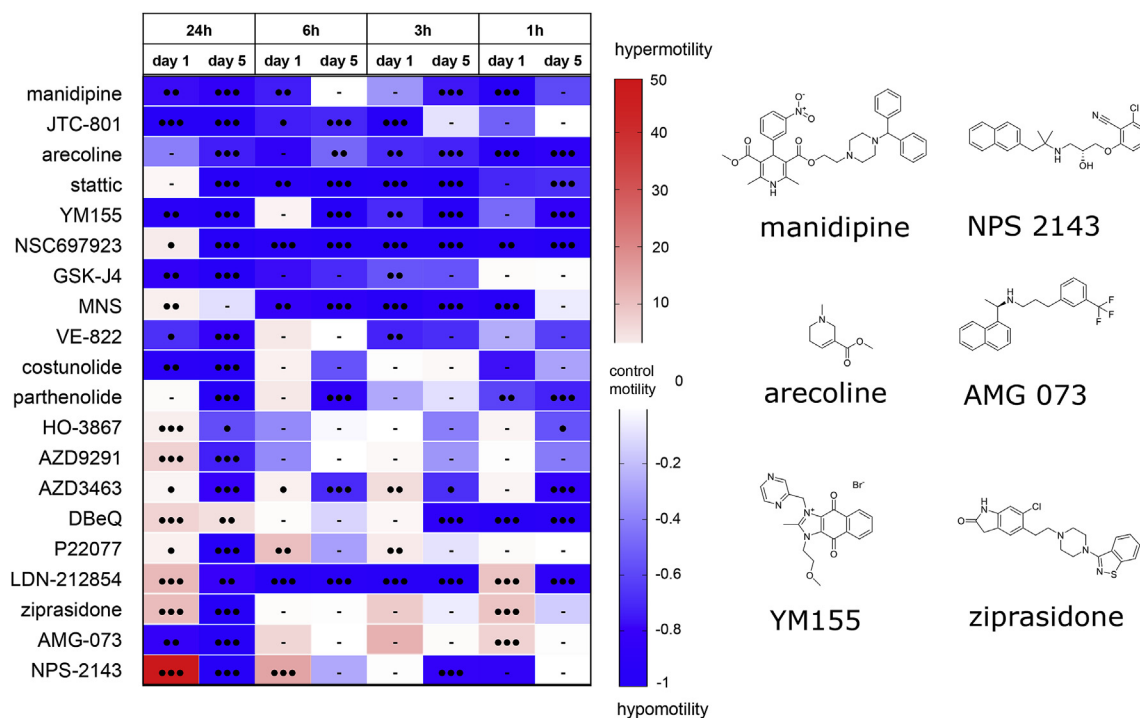 24h 6h 3h 1h
day 1 day 5 day 1 day 5 day 1 day 5 day 1 day 5
manidipine •• ••• •• - - ••• ••• -
JTC-801 ••• ••• • ••• ••• - - -
arecoline - ••• - •• •• ••• ••• •••
stattic - ••• •• ••• ••• ••• - •••
YM155 •• ••• - ••• •• ••• - •••
NSC697923 • ••• ••• ••• ••• ••• •• •••
GSK-J4 •• ••• - - •• - - -
MNS •• - •• ••• ••• ••• ••• -
VE-822 • ••• - - •• - - -
costunolide •• ••• - - - - - -
parthenolide - ••• - ••• - - •• •••
HO-3867 ••• • - - - - - •
AZD9291 ••• ••• - - - - - -
AZD3463 • ••• • ••• •• • - •••
DBeQ ••• •• - - - ••• ••• •••
P22077 • ••• •• - •• - - -
LDN-212854 ••• •• ••• ••• ••• ••• ••• •••
ziprasidone ••• ••• - - - - ••• -
AMG-073 •• ••• - - - - ••• -
NPS-2143 ••• ••• ••• - - ••• - -
hypermotility
50
40
30
20
10
control
motility
0
-0.2
-0.4
-0.6
-0.8
-1
hypomotility
manidipine
NPS 2143
arecoline
AMG 073
YM155
ziprasidone